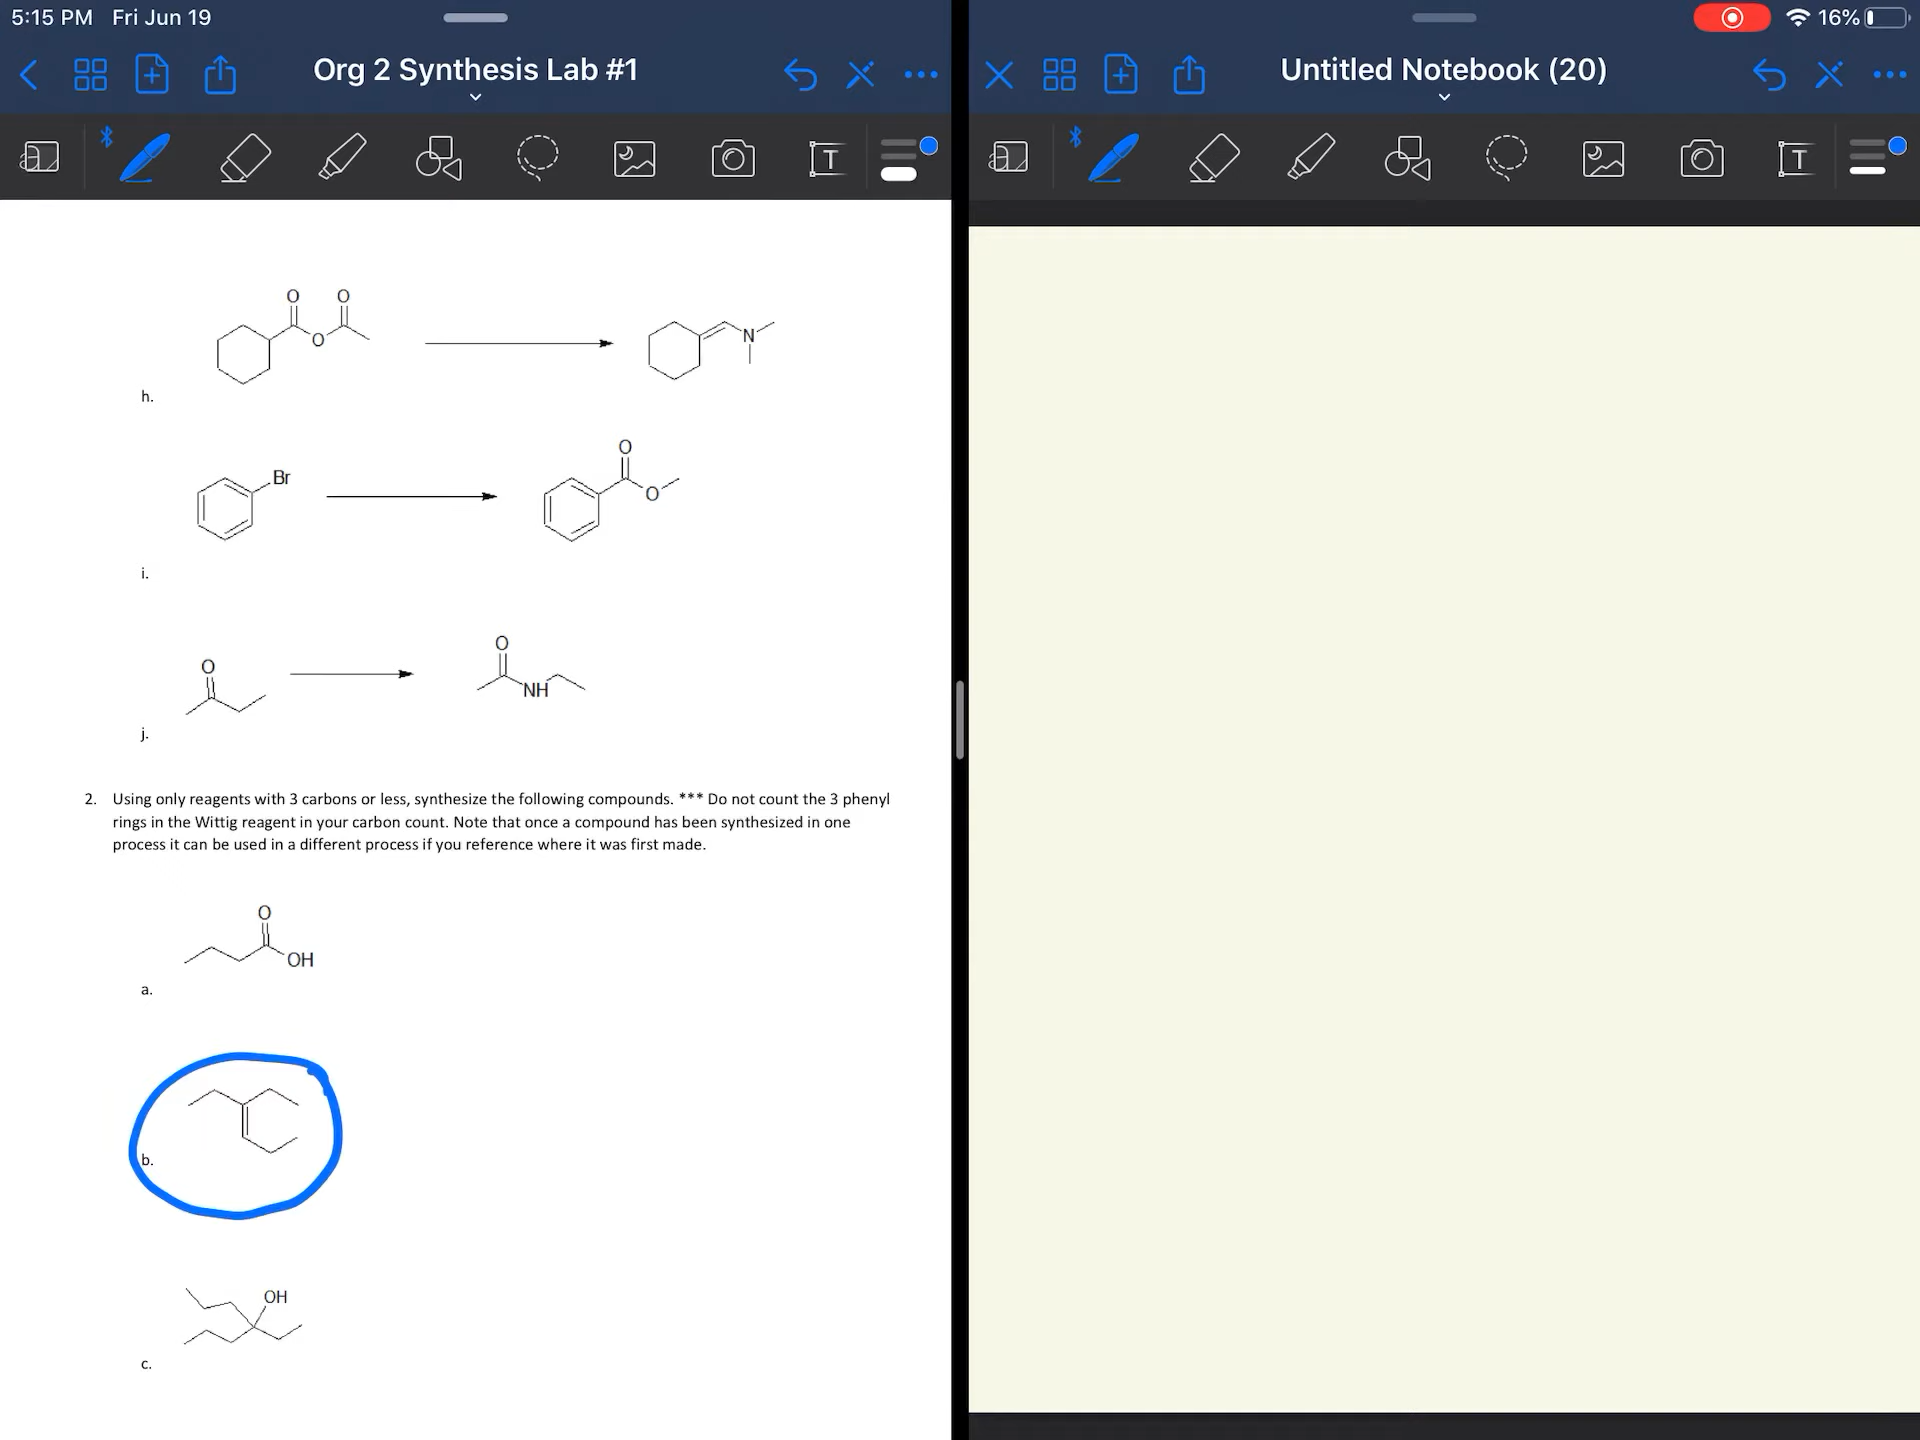 5:15 PM Fri Jun 19
16%
Org 2 Synthesis Lab #1
Untitled Notebook (20)
a
T
a
T
O O
O
N
h.
O
Br
O
i.
O
O
NH
j.
2. Using only reagents with 3 carbons or less, synthesize the following compounds. *** Do not count the 3 phenyl
rings in the Wittig reagent in your carbon count. Note that once a compound has been synthesized in one
process it can be used in a different process if you reference where it was first made.
O
OH
a.
b.
OH
c.